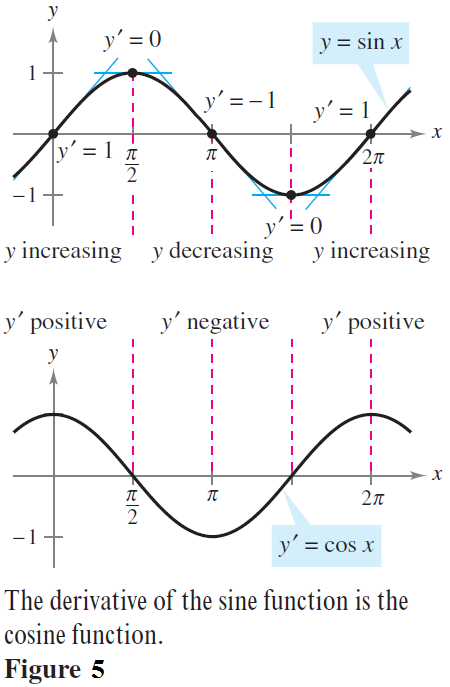 y
y′ = 0
y = sin x
1
y′ = −1
y′ = 1
x
y′ = 1
π/2
π
2π
−1
y′ = 0
y increasing y decreasing y increasing
y′ positive y′ negative y′ positive
y
x
π/2
π
2π
−1
y′ = cos x
The derivative of the sine function is the
cosine function.
Figure 5